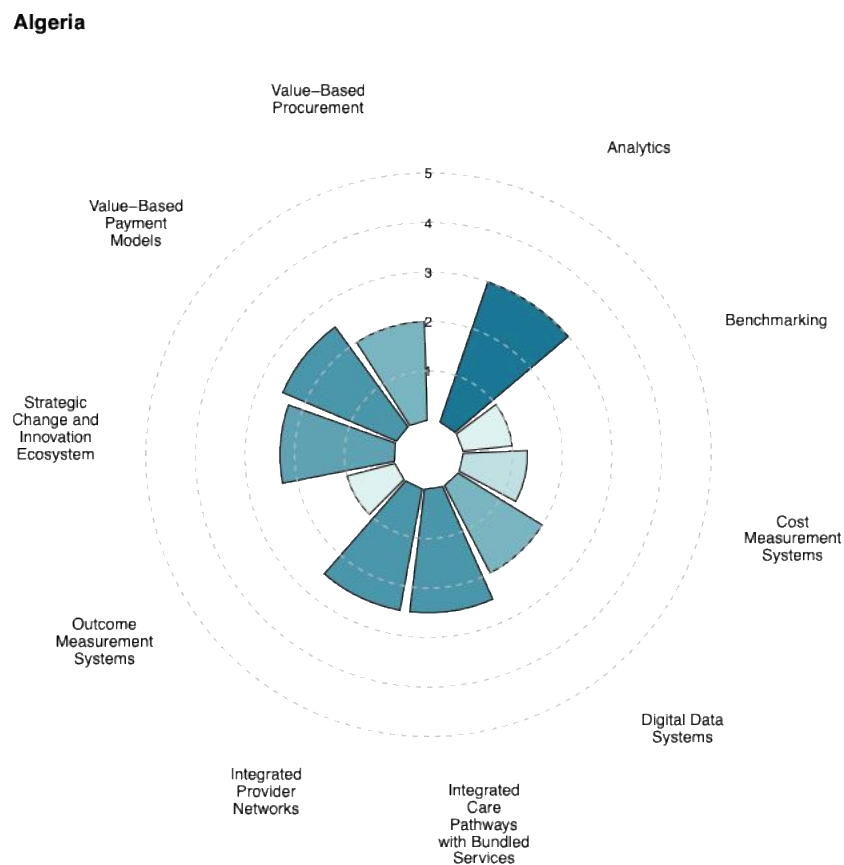 Algeria
Value–Based
Procurement
Analytics
5
Value–Based
Payment
Models
4
3
2
Benchmarking
1
Strategic
Change and
Innovation
Ecosystem
Cost
Measurement
Systems
Outcome
Measurement
Systems
Digital Data
Systems
Integrated
Provider
Networks
Integrated
Care
Pathways
with Bundled
Services